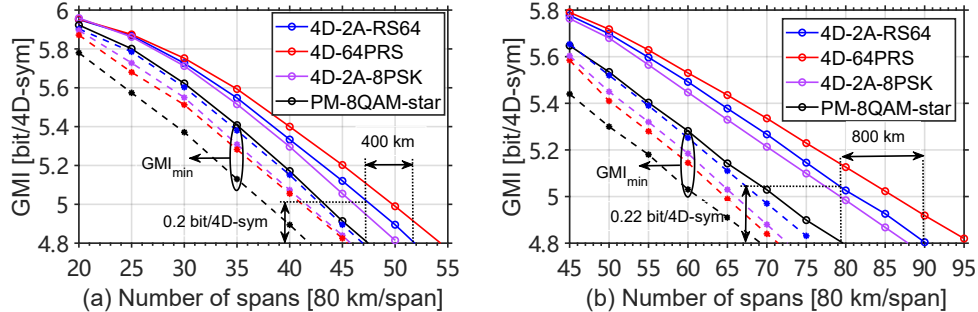 GMI [bit/4D-sym]
6
5.8
5.6
5.4
5.2
5
4.8
4D-2A-RS64
4D-64PRS
4D-2A-8PSK
PM-8QAM-star
400 km
GMI_min
0.2 bit/4D-sym
20 25 30 35 40 45 50 55
(a) Number of spans [80 km/span]
GMI [bit/4D-sym]
5.8
5.6
5.4
5.2
5
4.8
4D-2A-RS64
4D-64PRS
4D-2A-8PSK
PM-8QAM-star
800 km
GMI_min
0.22 bit/4D-sym
45 50 55 60 65 70 75 80 85 90 95
(b) Number of spans [80 km/span]